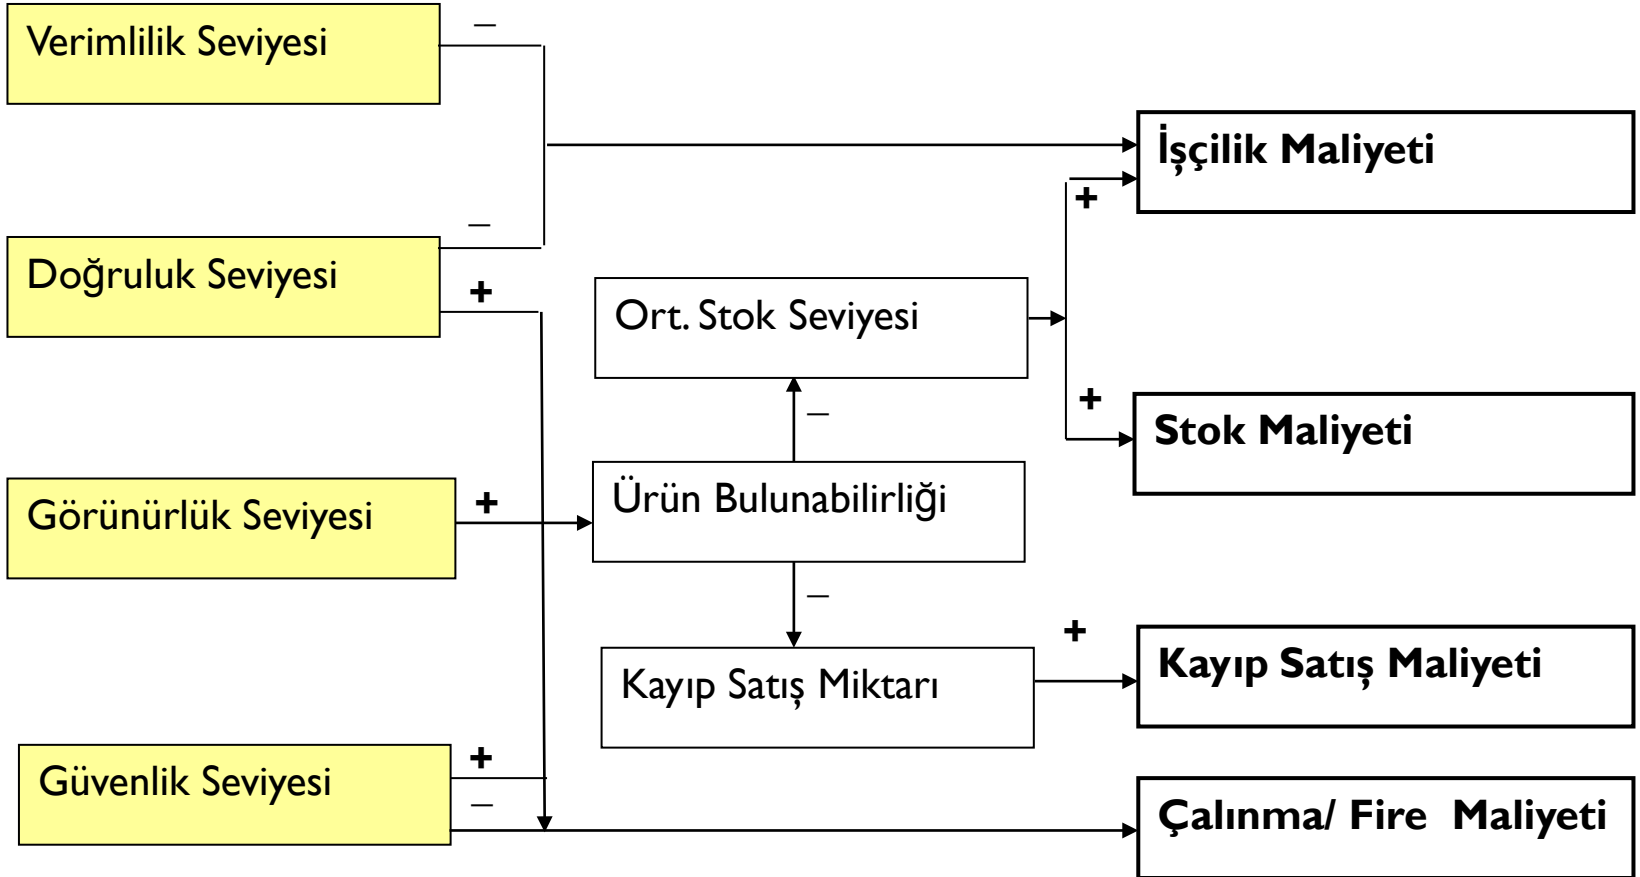 Verimlilik Seviyesi
–
İşçilik Maliyeti
+
Doğruluk Seviyesi
–
+
Ort. Stok Seviyesi
–
+
Stok Maliyeti
Görünürlük Seviyesi
+
Ürün Bulunabilirliği
–
Kayıp Satış Miktarı
+
Kayıp Satış Maliyeti
Güvenlik Seviyesi
+
–
Çalınma/ Fire Maliyeti